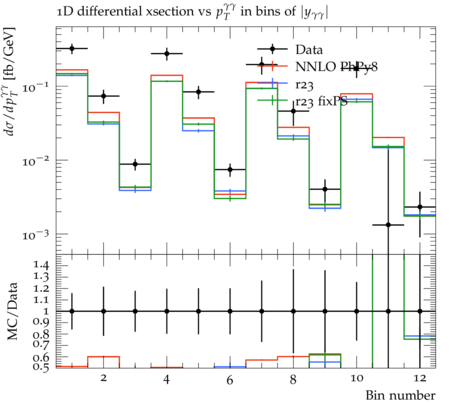 1D differential xsection vs p_T^{γγ} in bins of |y_{γγ}|
dσ/dp_T^{γγ} [fb/GeV]
Data
NNLO PhPy8
r23
r23 fixPS
10^{−1}
10^{−2}
10^{−3}
MC/Data
1.4
1.3
1.2
1.1
1
0.9
0.8
0.7
0.6
0.5
2 4 6 8 10 12
Bin number